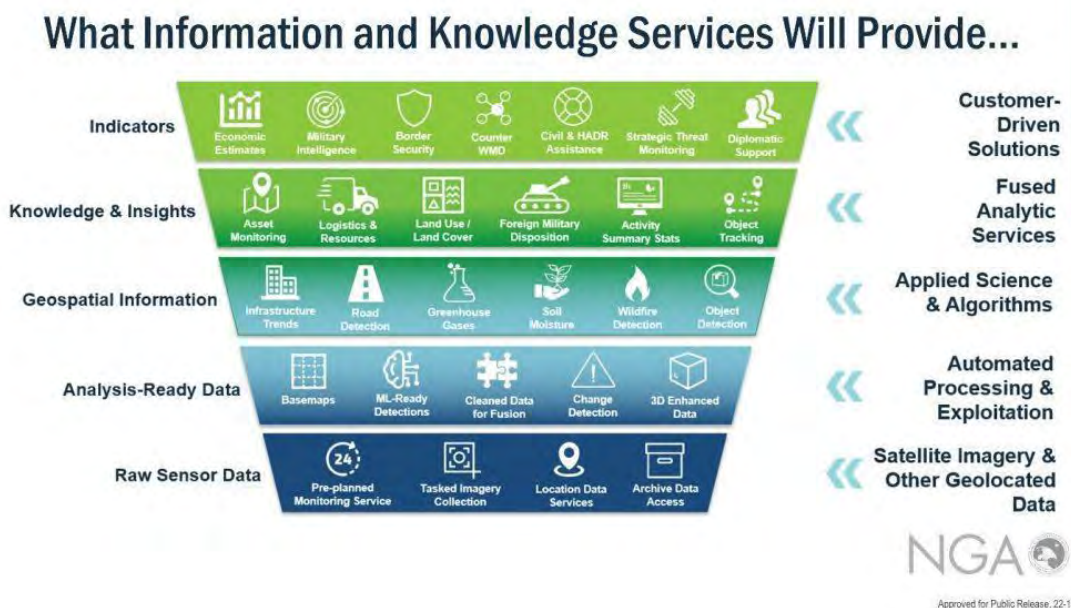 What Information and Knowledge Services Will Provide...
Indicators
Economic
Estimates
Military
Intelligence
Border
Security
Counter
WMD
Civil & HADR
Assistance
Strategic Threat
Monitoring
Diplomatic
Support
Customer-
Driven
Solutions
Knowledge & Insights
Asset
Monitoring
Logistics &
Resources
Land Use /
Land Cover
Foreign Military
Disposition
Activity
Summary Stats
Object
Tracking
Fused
Analytic
Services
Geospatial Information
Infrastructure
Trends
Road
Detection
Greenhouse
Gases
Soil
Moisture
Wildfire
Detection
Object
Detection
Applied Science
& Algorithms
Analysis-Ready Data
Basemaps
ML-Ready
Detections
Cleaned Data
for Fusion
Change
Detection
3D Enhanced
Data
Automated
Processing &
Exploitation
Raw Sensor Data
24
Pre-planned
Monitoring Service
Tasked Imagery
Collection
Location Data
Services
Archive Data
Access
Satellite Imagery &
Other Geolocated
Data
NGA
Approved for Public Release, 22-1